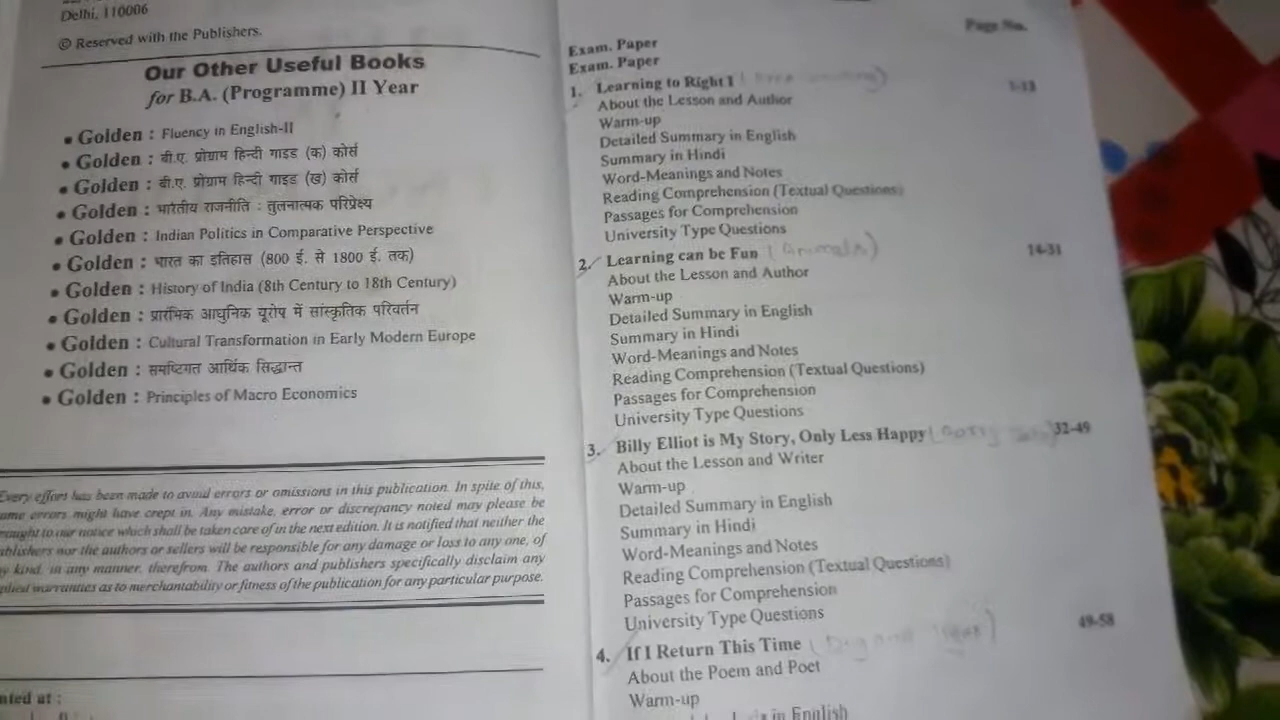 Delhi, 110006
© Reserved with the Publishers.
Our Other Useful Books
for B.A. (Programme) II Year
• Golden : Fluency in English-II
• Golden : बी.ए. प्रोग्राम हिन्दी गाइड (क) कोर्स
• Golden : बी.ए. प्रोग्राम हिन्दी गाइड (ख) कोर्स
• Golden : भारतीय राजनीति : तुलनात्मक परिप्रेक्ष्य
• Golden : Indian Politics in Comparative Perspective
• Golden : भारत का इतिहास (800 ई. से 1800 ई. तक)
• Golden : History of India (8th Century to 18th Century)
• Golden : प्रारंभिक आधुनिक यूरोप में सांस्कृतिक परिवर्तन
• Golden : Cultural Transformation in Early Modern Europe
• Golden : समष्टिगत आर्थिक सिद्धान्त
• Golden : Principles of Macro Economics
Every effort has been made to avoid errors or omissions in this publication. In spite of this,
errors might have crept in. Any mistake, error or discrepancy noted may please be
our notice which shall be taken care of in the next edition. It is notified that neither the
nor the authors or sellers will be responsible for any damage or loss to any one, of
kind, in any manner, therefrom. The authors and publishers specifically disclaim any
warranties as to merchantability or fitness of the publication for any particular purpose.
at :
Page No.
Exam. Paper
Exam. Paper
1. Learning to Right I 1-13
About the Lesson and Author
Warm-up
Detailed Summary in English
Summary in Hindi
Word-Meanings and Notes
Reading Comprehension (Textual Questions)
Passages for Comprehension
University Type Questions
2. Learning can be Fun (Animals) 14-31
About the Lesson and Author
Warm-up
Detailed Summary in English
Summary in Hindi
Word-Meanings and Notes
Reading Comprehension (Textual Questions)
Passages for Comprehension
University Type Questions
3. Billy Elliot is My Story, Only Less Happy 32-49
About the Lesson and Writer
Warm-up
Detailed Summary in English
Summary in Hindi
Word-Meanings and Notes
Reading Comprehension (Textual Questions)
Passages for Comprehension
University Type Questions
4. If I Return This Time 49-58
About the Poem and Poet
Warm-up
in English